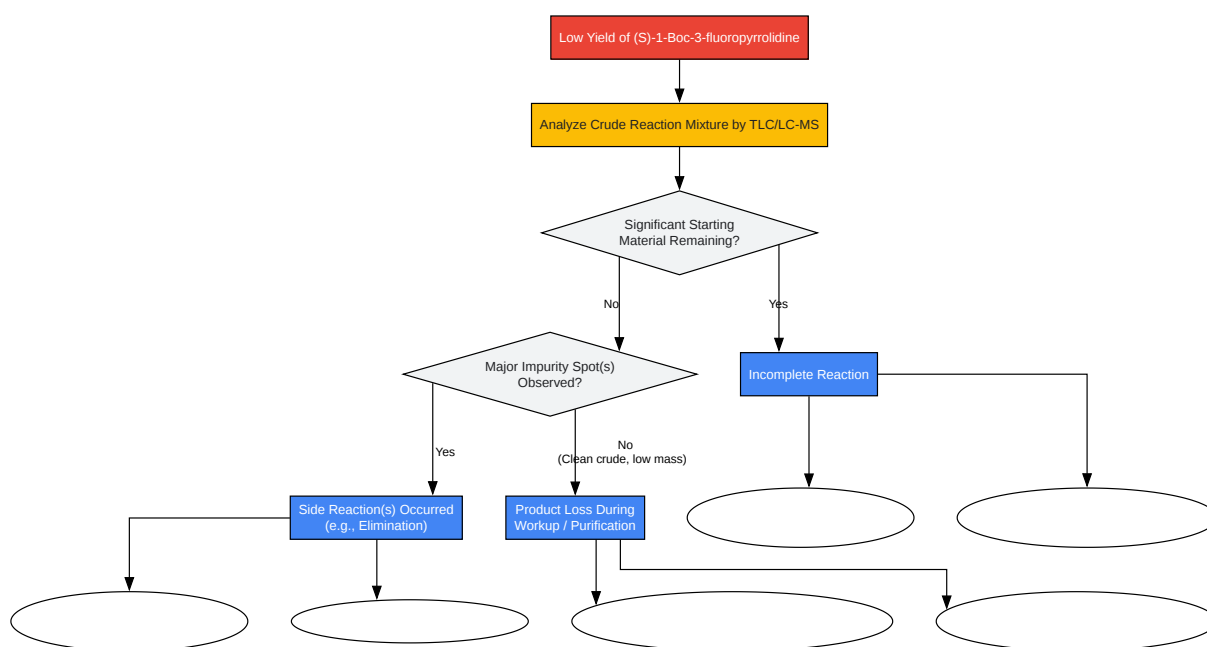 Low Yield of (S)-1-Boc-3-fluoropyrrolidine
Analyze Crude Reaction Mixture by TLC/LC-MS
Significant Starting
Material Remaining?
No
Yes
Major Impurity Spot(s)
Observed?
Incomplete Reaction
Yes
No
(Clean crude, low mass)
Side Reaction(s) Occurred
(e.g., Elimination)
Product Loss During
Workup / Purification